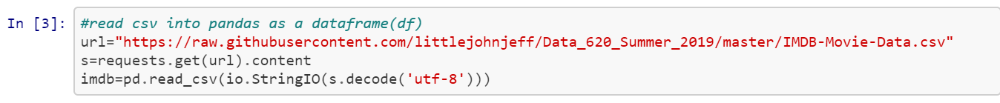 In [3]: #read csv into pandas as a dataframe(df)
url="https://raw.githubusercontent.com/littlejohnjeff/Data_620_Summer_2019/master/IMDB-Movie-Data.csv"
s=requests.get(url).content
imdb=pd.read_csv(io.StringIO(s.decode('utf-8')))